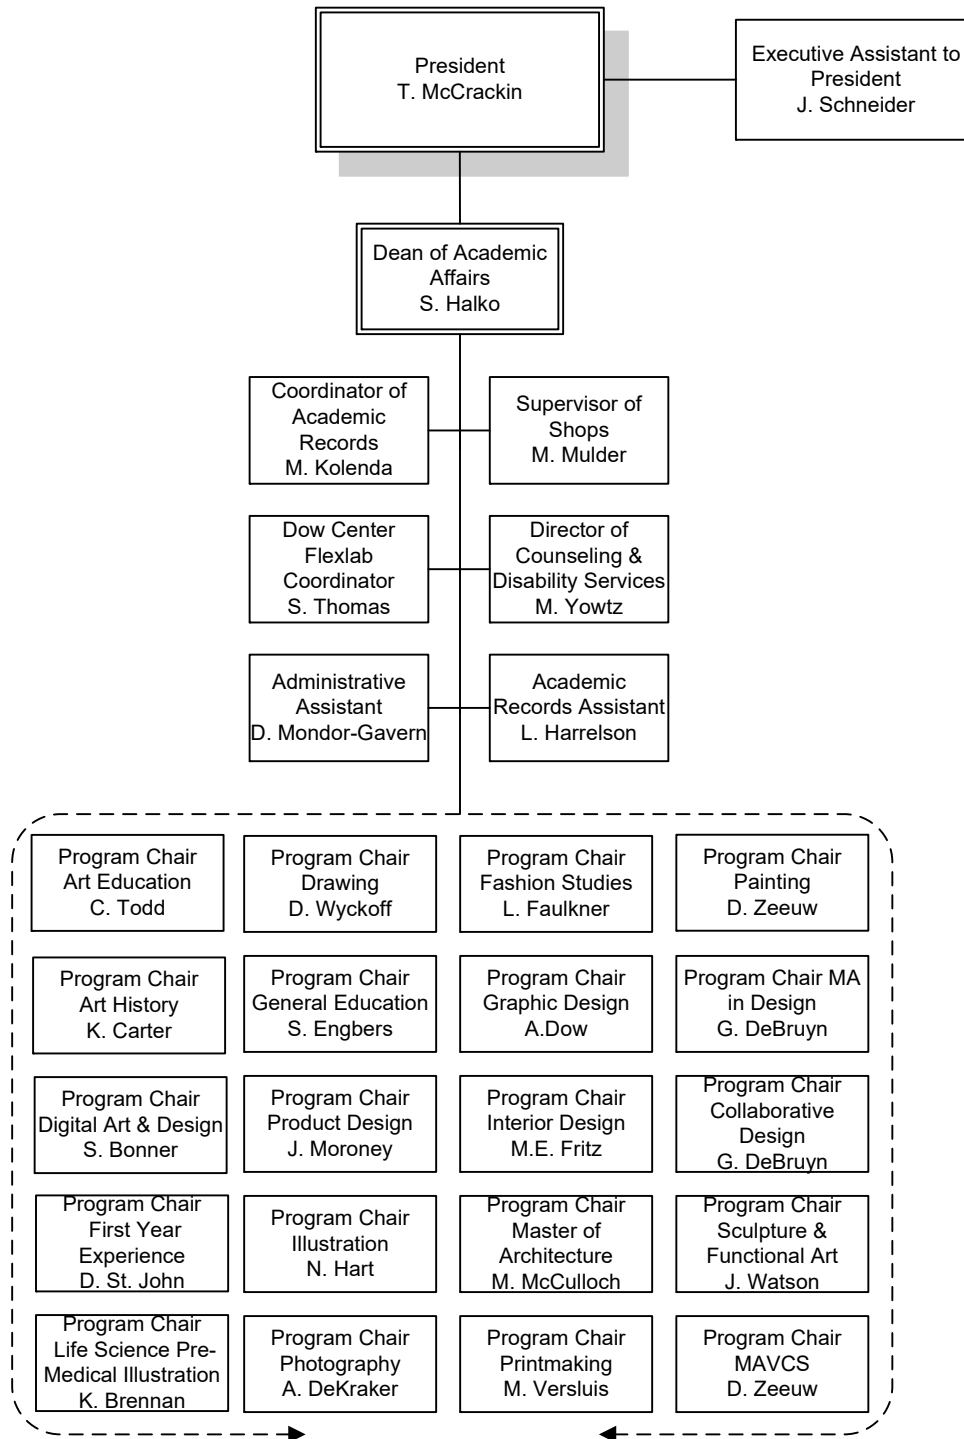 President
T. McCrackin
Executive Assistant to
President
J. Schneider
Dean of Academic
Affairs
S. Halko
Coordinator of
Academic
Records
M. Kolenda
Supervisor of
Shops
M. Mulder
Dow Center
Flexlab
Coordinator
S. Thomas
Director of
Counseling &
Disability Services
M. Yowtz
Administrative
Assistant
D. Mondor-Gavern
Academic
Records Assistant
L. Harrelson
Program Chair
Art Education
C. Todd
Program Chair
Drawing
D. Wyckoff
Program Chair
Fashion Studies
L. Faulkner
Program Chair
Painting
D. Zeeuw
Program Chair
Art History
K. Carter
Program Chair
General Education
S. Engbers
Program Chair
Graphic Design
A.Dow
Program Chair MA
in Design
G. DeBruyn
Program Chair
Digital Art & Design
S. Bonner
Program Chair
Product Design
J. Moroney
Program Chair
Interior Design
M.E. Fritz
Program Chair
Collaborative
Design
G. DeBruyn
Program Chair
First Year
Experience
D. St. John
Program Chair
Illustration
N. Hart
Program Chair
Master of
Architecture
M. McCulloch
Program Chair
Sculpture &
Functional Art
J. Watson
Program Chair
Life Science Pre-
Medical Illustration
K. Brennan
Program Chair
Photography
A. DeKraker
Program Chair
Printmaking
M. Versluis
Program Chair
MAVCS
D. Zeeuw